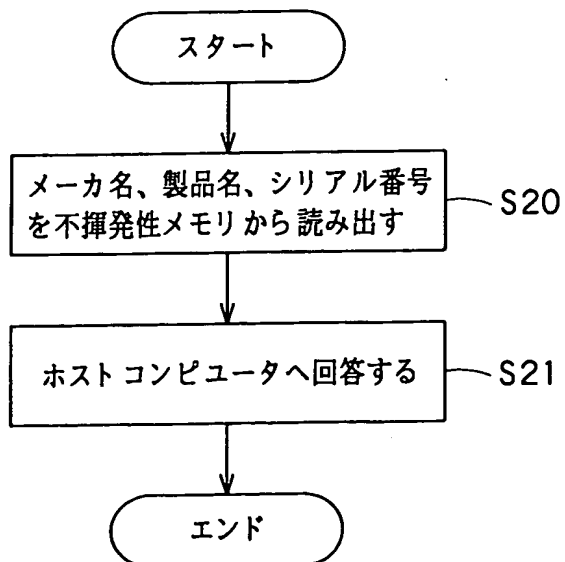 スタート
メーカ名、製品名、シリアル番号
を不揮発性メモリから読み出す
S20
ホストコンピュータへ回答する
S21
エンド